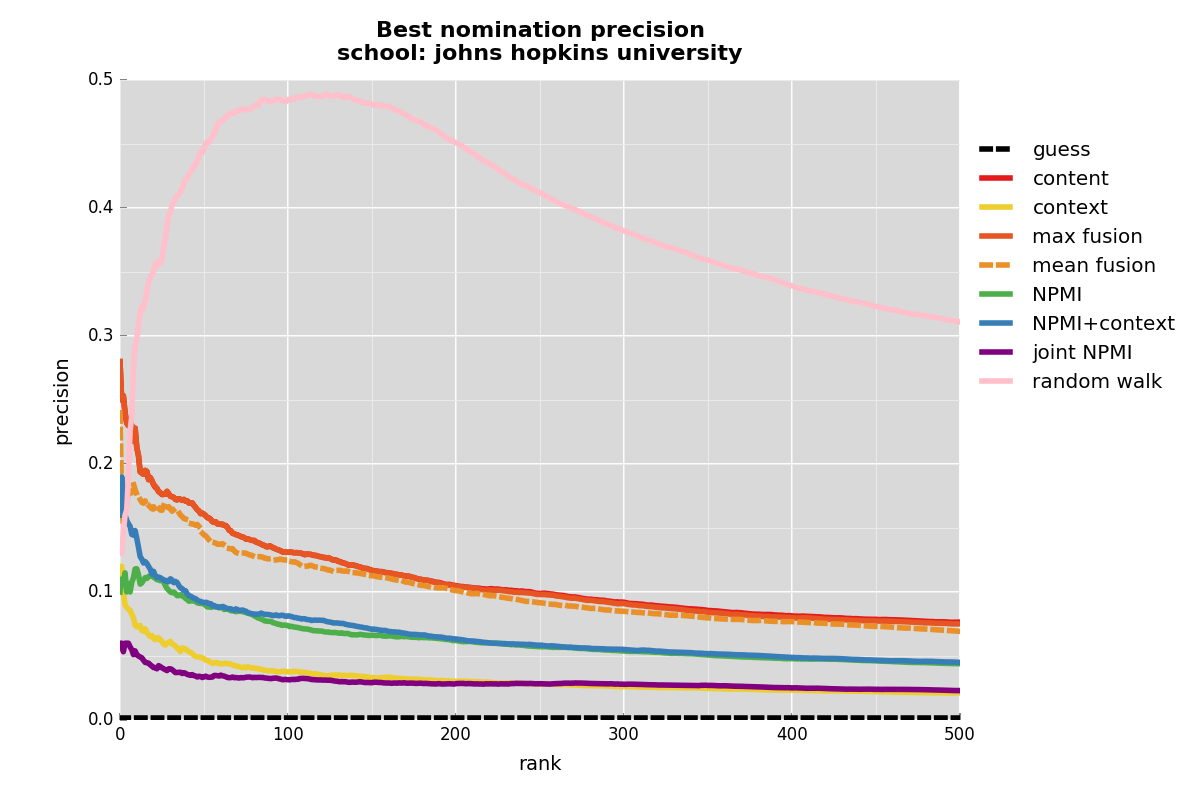 Best nomination precision
school: johns hopkins university
precision
0.5
0.4
0.3
0.2
0.1
0.0
0
100
200
300
400
500
rank
guess
content
context
max fusion
mean fusion
NPMI
NPMI+context
joint NPMI
random walk